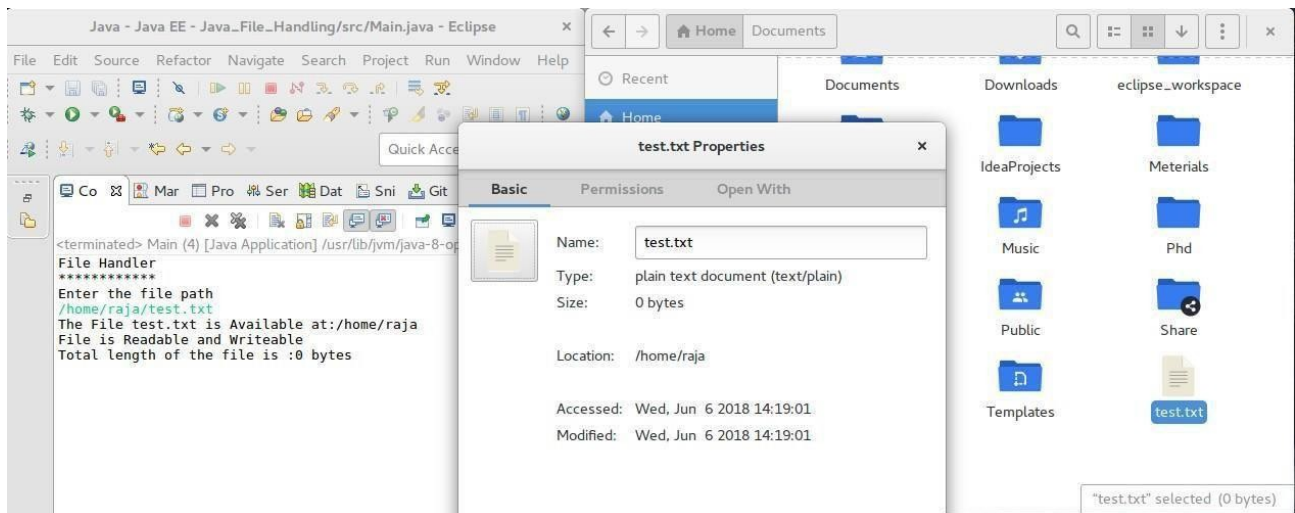 Java - Java EE - Java_File_Handling/src/Main.java - Eclipse
File Edit Source Refactor Navigate Search Project Run Window Help
Quick Acce
Co Mar Pro Ser Dat Sni Git
<terminated> Main (4) [Java Application] /usr/lib/jvm/java-8-op
File Handler
************
Enter the file path
/home/raja/test.txt
The File test.txt is Available at:/home/raja
File is Readable and Writeable
Total length of the file is :0 bytes
Home Documents
Recent
Home
Documents Downloads eclipse_workspace
IdeaProjects Meterials
Music Phd
Public Share
Templates test.txt
"test.txt" selected (0 bytes)
test.txt Properties
Basic Permissions Open With
Name: test.txt
Type: plain text document (text/plain)
Size: 0 bytes
Location: /home/raja
Accessed: Wed, Jun 6 2018 14:19:01
Modified: Wed, Jun 6 2018 14:19:01